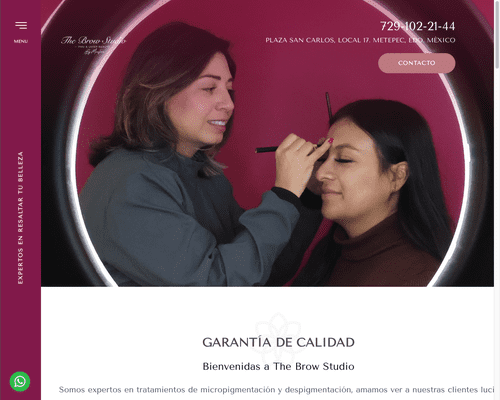 MENU
EXPERTOS EN RESALTAR TU BELLEZA
The Brow Studio
729-102-21-44
PLAZA SAN CARLOS, LOCAL 17. METEPEC, EDO. MÉXICO
CONTACTO
GARANTÍA DE CALIDAD
Bienvenidas a The Brow Studio
Somos expertos en tratamientos de micropigmentación y despigmentación, amamos ver a nuestras clientes luci